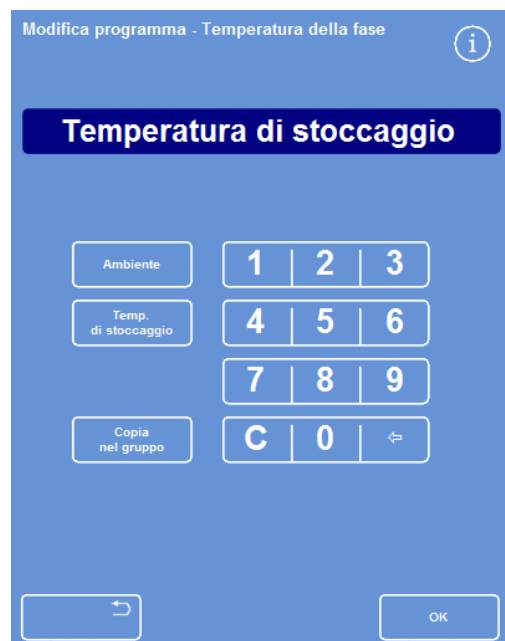 Modifica programma - Temperatura della fase
i
Temperatura di stoccaggio
Ambiente
1 | 2 | 3
Temp.
di stoccaggio
4 | 5 | 6
7 | 8 | 9
Copia
nel gruppo
C | 0 | ⇦
OK